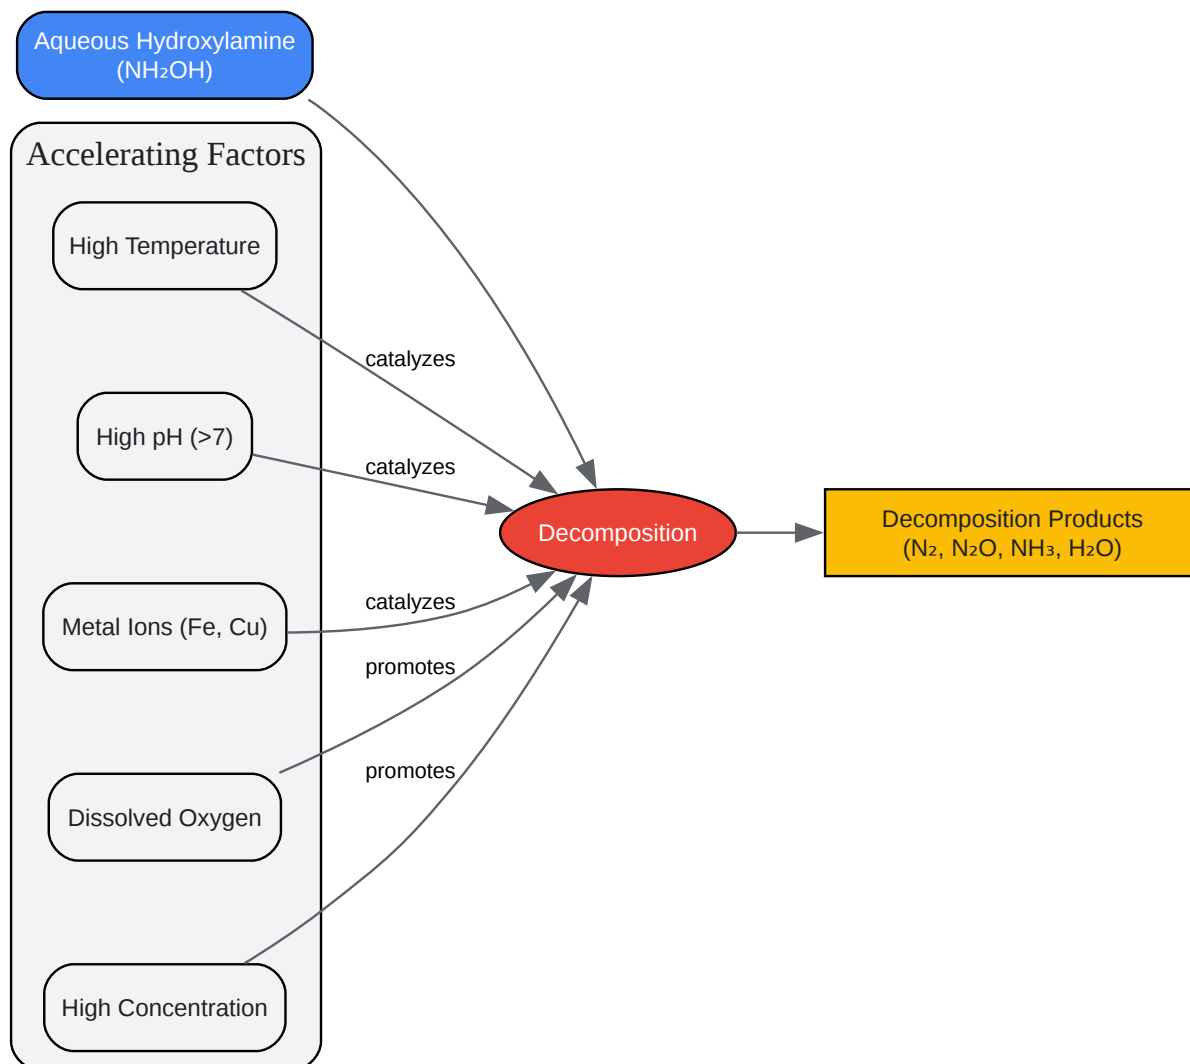 Aqueous Hydroxylamine
(NH₂OH)
Accelerating Factors
High Temperature
catalyzes
High pH (>7)
catalyzes
Decomposition
Decomposition Products
(N₂, N₂O, NH₃, H₂O)
Metal Ions (Fe, Cu)
catalyzes
promotes
Dissolved Oxygen
promotes
High Concentration